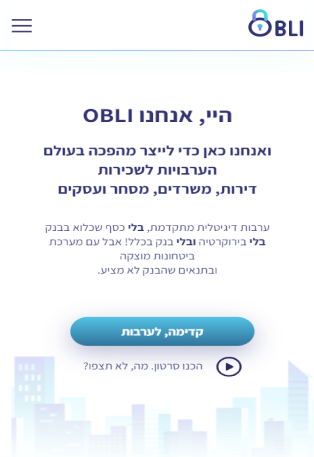 OBLI
היי, אנחנו OBLI
ואנחנו כאן כדי לייצר מהפכה בעולם
הערבויות לשכירות
דירות, משרדים, מסחר ועסקים
ערבות דיגיטלית מתקדמת, בלי כסף שכלוא בבנק
בלי בירוקרטיה ובלי בנק בכלל! אבל עם מערכת
ביטחונות מוצקה
ובתנאים שהבנק לא מציע.
קדימה, לערבות
הכנו סרטון. מה, לא תצפו?